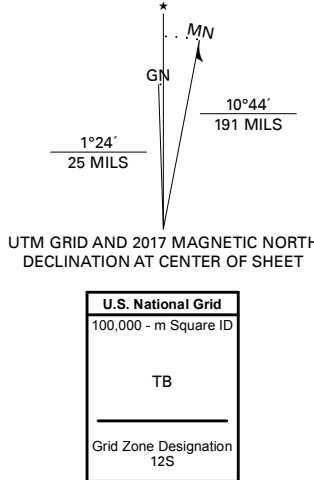 ★
MN
GN
1°24´
25 MILS
10°44´
191 MILS
UTM GRID AND 2017 MAGNETIC NORTH
DECLINATION AT CENTER OF SHEET
U.S. National Grid
100,000 - m Square ID
TB
Grid Zone Designation
12S